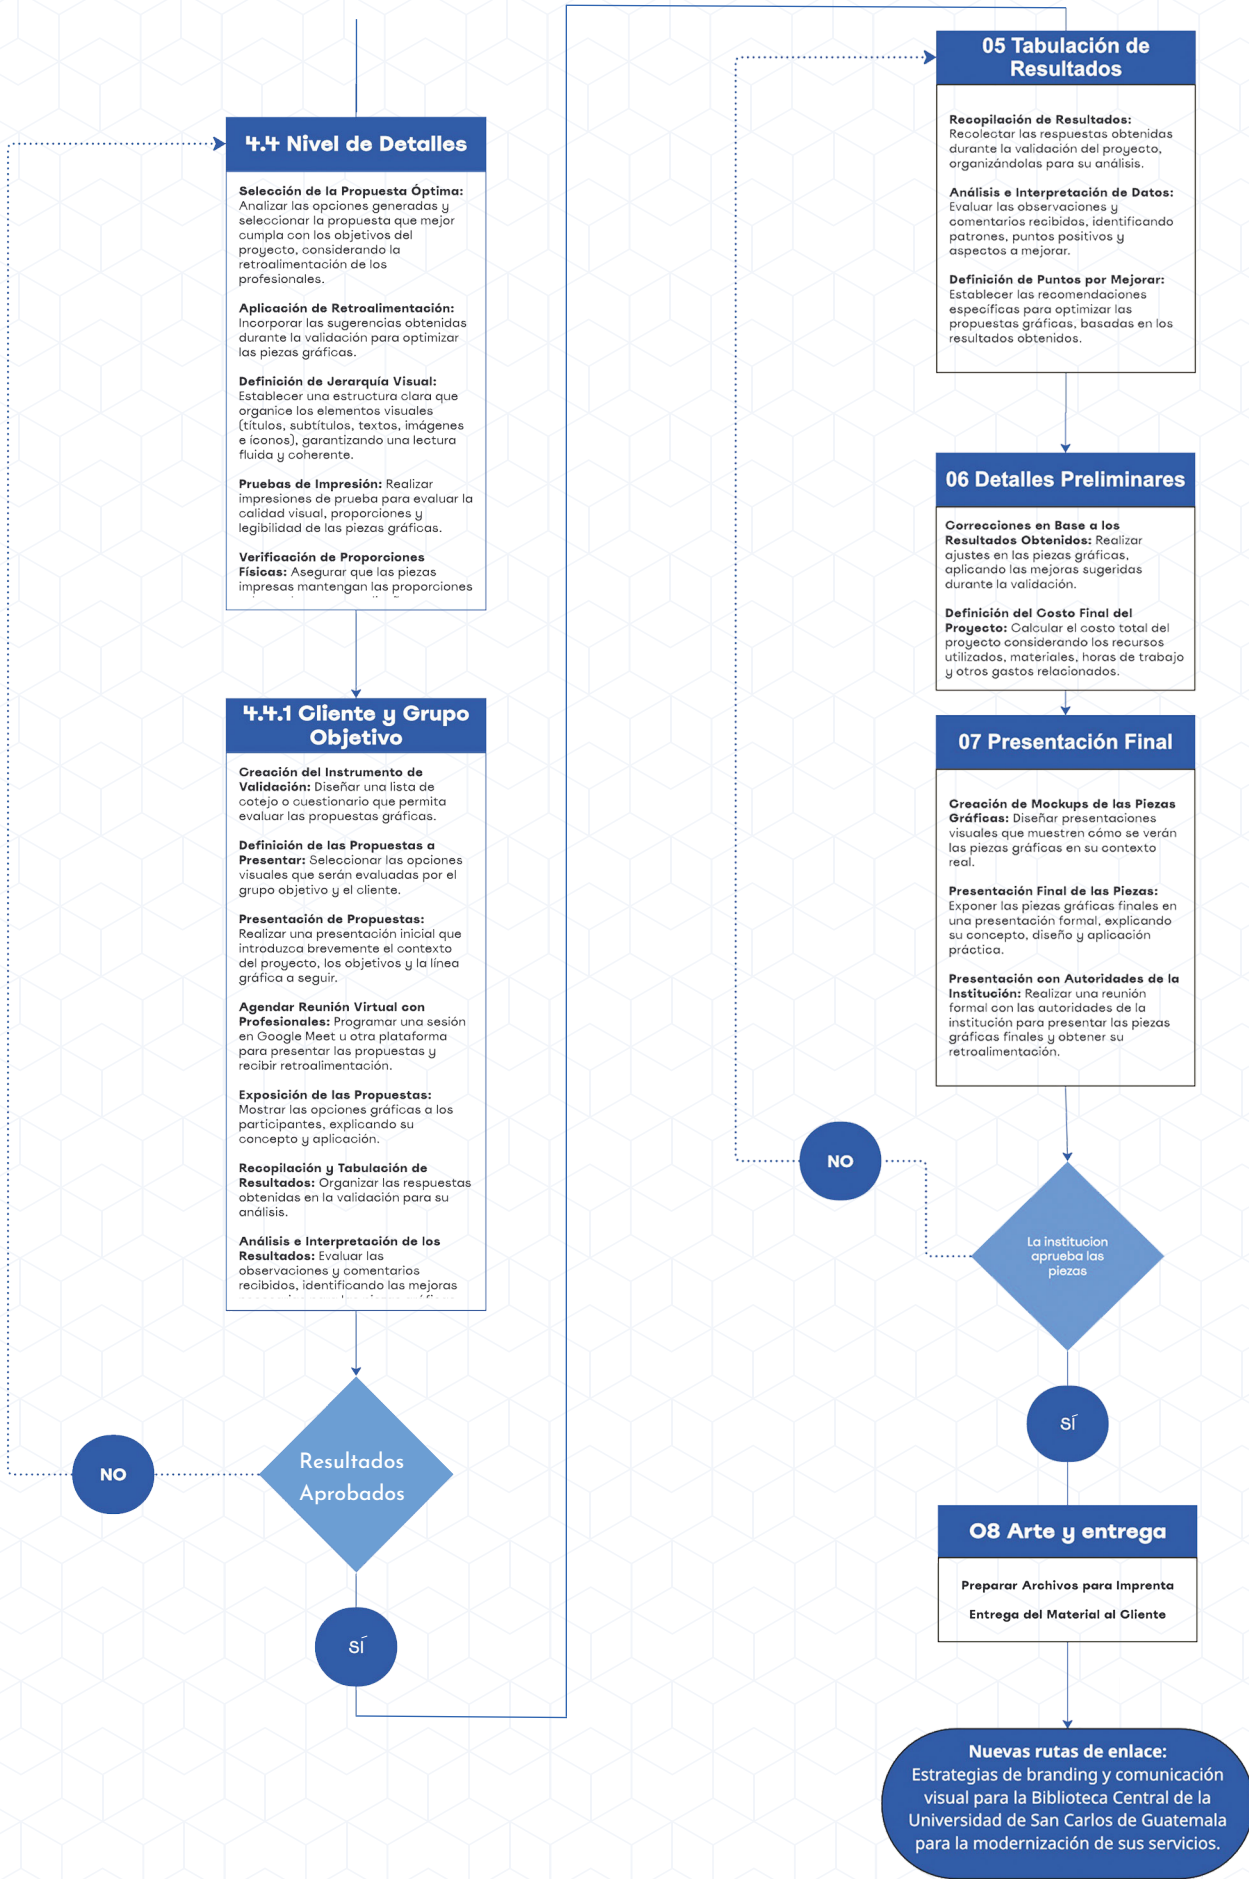 4.4 Nivel de Detalles
Selección de la Propuesta Óptima:
Analizar las opciones generadas y
seleccionar la propuesta que mejor
cumpla con los objetivos del
proyecto, considerando la
retroalimentación de los
profesionales.
Aplicación de Retroalimentación:
Incorporar las sugerencias obtenidas
durante la validación para optimizar
las piezas gráficas.
Definición de Jerarquía Visual:
Establecer una estructura clara que
organice los elementos visuales
(títulos, subtítulos, textos, imágenes
e íconos), garantizando una lectura
fluida y coherente.
Pruebas de Impresión: Realizar
impresiones de prueba para evaluar la
calidad visual, proporciones y
legibilidad de las piezas gráficas.
Verificación de Proporciones
Físicas: Asegurar que las piezas
impresas mantengan las proporciones
4.4.1 Cliente y Grupo
Objetivo
Creación del Instrumento de
Validación: Diseñar una lista de
cotejo o cuestionario que permita
evaluar las propuestas gráficas.
Definición de las Propuestas a
Presentar: Seleccionar las opciones
visuales que serán evaluadas por el
grupo objetivo y el cliente.
Presentación de Propuestas:
Realizar una presentación inicial que
introduzca brevemente el contexto
del proyecto, los objetivos y la línea
gráfica a seguir.
Agendar Reunión Virtual con
Profesionales: Programar una sesión
en Google Meet u otra plataforma
para presentar las propuestas y
recibir retroalimentación.
Exposición de las Propuestas:
Mostrar las opciones gráficas a los
participantes, explicando su
concepto y aplicación.
Recopilación y Tabulación de
Resultados: Organizar las respuestas
obtenidas en la validación para su
análisis.
Análisis e Interpretación de los
Resultados: Evaluar las
observaciones y comentarios
recibidos, identificando las mejoras
Resultados
Aprobados
NO
SÍ
05 Tabulación de
Resultados
Recopilación de Resultados:
Recolectar las respuestas obtenidas
durante la validación del proyecto,
organizándolas para su análisis.
Análisis e Interpretación de Datos:
Evaluar las observaciones y
comentarios recibidos, identificando
patrones, puntos positivos y
aspectos a mejorar.
Definición de Puntos por Mejorar:
Establecer las recomendaciones
específicas para optimizar las
propuestas gráficas, basadas en los
resultados obtenidos.
06 Detalles Preliminares
Correcciones en Base a los
Resultados Obtenidos: Realizar
ajustes en las piezas gráficas,
aplicando las mejoras sugeridas
durante la validación.
Definición del Costo Final del
Proyecto: Calcular el costo total del
proyecto considerando los recursos
utilizados, materiales, horas de trabajo
y otros gastos relacionados.
07 Presentación Final
Creación de Mockups de las Piezas
Gráficas: Diseñar presentaciones
visuales que muestren cómo se verán
las piezas gráficas en su contexto
real.
Presentación Final de las Piezas:
Exponer las piezas gráficas finales en
una presentación formal, explicando
su concepto, diseño y aplicación
práctica.
Presentación con Autoridades de la
Institución: Realizar una reunión
formal con las autoridades de la
institución para presentar las piezas
gráficas finales y obtener su
retroalimentación.
NO
La institucion
aprueba las
piezas
SÍ
08 Arte y entrega
Preparar Archivos para Imprenta
Entrega del Material al Cliente
Nuevas rutas de enlace:
Estrategias de branding y comunicación
visual para la Biblioteca Central de la
Universidad de San Carlos de Guatemala
para la modernización de sus servicios.